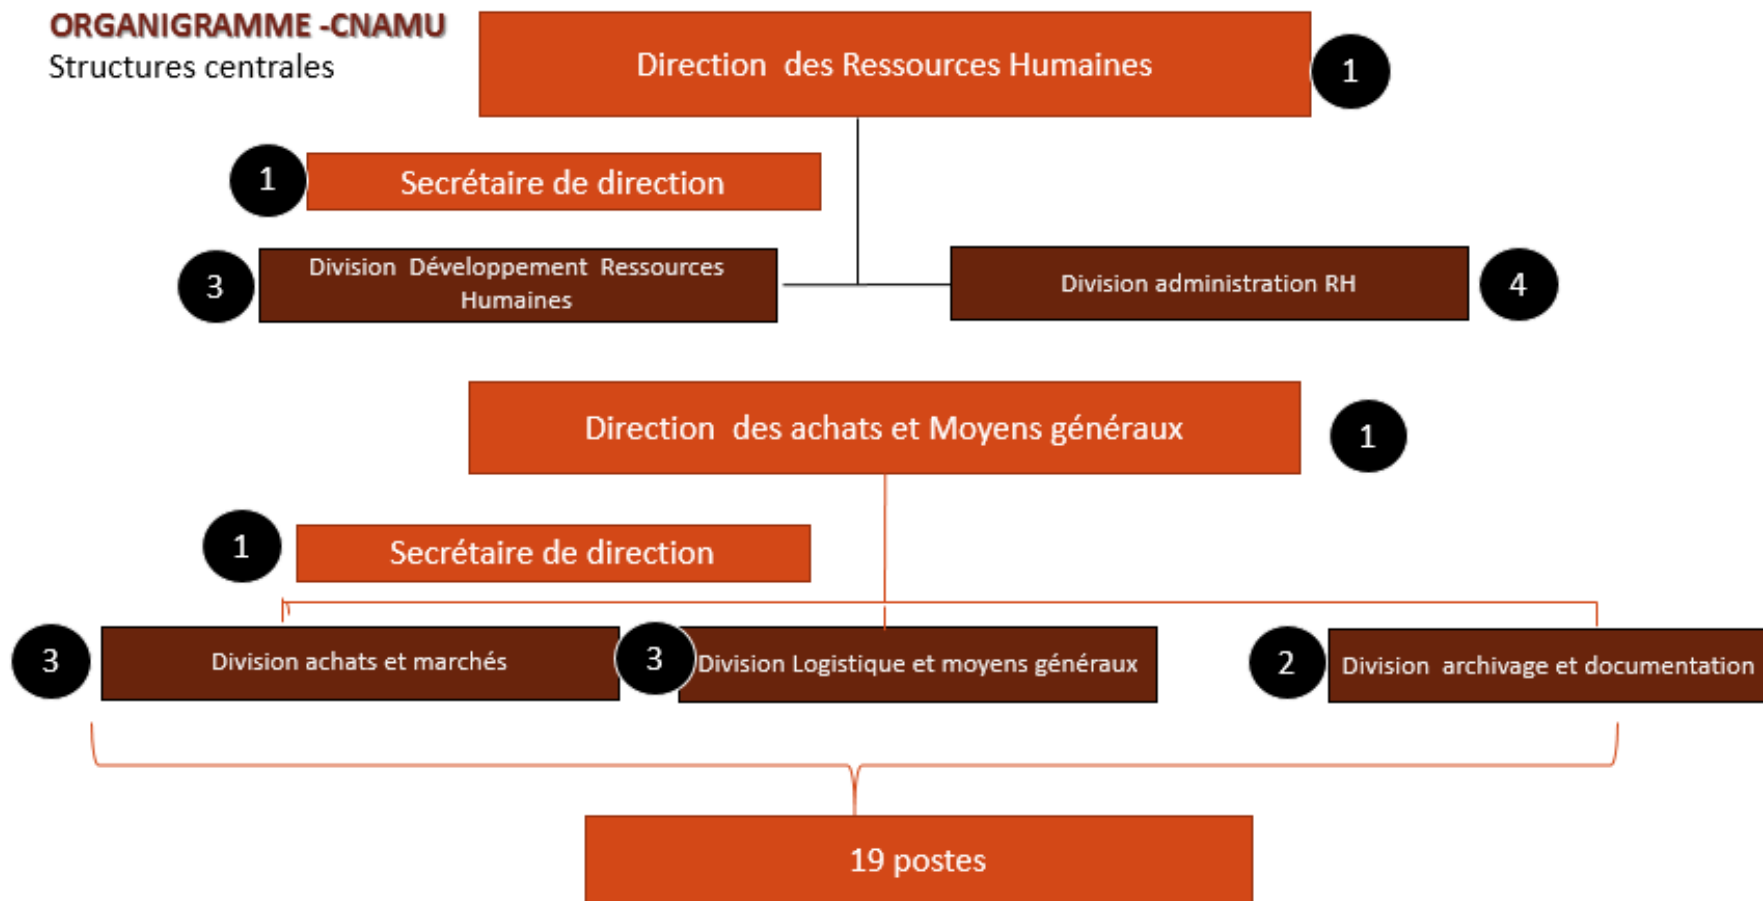 ORGANIGRAMME -CNAMU
Structures centrales
Direction des Ressources Humaines
1
1
Secrétaire de direction
3
Division Développement Ressources
Humaines
Division administration RH
4
Direction des achats et Moyens généraux
1
1
Secrétaire de direction
3
Division achats et marchés
3
Division Logistique et moyens généraux
2
Division archivage et documentation
19 postes